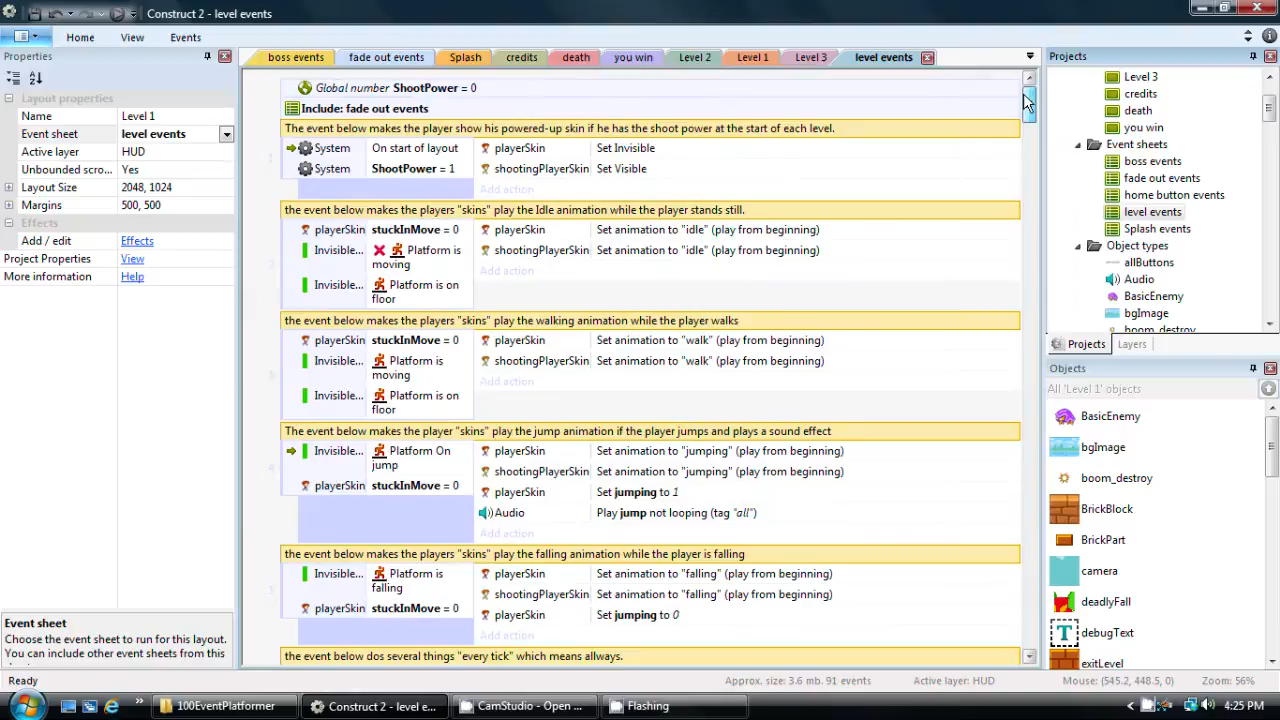 Construct 2 - level events
Home View Events
Properties
boss events fade out events Splash credits death you win Level 2 Level 1 Level 3 level events
Projects
Layout properties
Name Level 1
Event sheet level events
Active layer HUD
Unbounded scro... Yes
Layout Size 2048, 1024
Margins 500, 500
Effects
Add / edit Effects
Project Properties View
More information Help
Event sheet
Choose the event sheet to run for this layout.
You can include other event sheets from this
Global number ShootPower = 0
Include: fade out events
The event below makes the player show his powered-up skin if he has the shoot power at the start of each level.
1
System On start of layout playerSkin Set Invisible
System ShootPower = 1 shootingPlayerSkin Set Visible
Add action
the event below makes the players "skins" play the Idle animation while the player stands still.
2
playerSkin stuckInMove = 0 playerSkin Set animation to "idle" (play from beginning)
Invisible... Platform is moving shootingPlayerSkin Set animation to "idle" (play from beginning)
Add action
Invisible... Platform is on floor
the event below makes the players "skins" play the walking animation while the player walks
3
playerSkin stuckInMove = 0 playerSkin Set animation to "walk" (play from beginning)
Invisible... Platform is moving shootingPlayerSkin Set animation to "walk" (play from beginning)
Add action
Invisible... Platform is on floor
The event below makes the player "skins" play the jump animation if the player jumps and plays a sound effect
4
Invisible... Platform On jump playerSkin Set animation to "jumping" (play from beginning)
shootingPlayerSkin Set animation to "jumping" (play from beginning)
playerSkin stuckInMove = 0 playerSkin Set jumping to 1
Audio Play jump not looping (tag "all")
Add action
the event below makes the players "skins" play the falling animation while the player is falling
5
Invisible... Platform is falling playerSkin Set animation to "falling" (play from beginning)
shootingPlayerSkin Set animation to "falling" (play from beginning)
playerSkin stuckInMove = 0 playerSkin Set jumping to 0
Add action
the event below dos several things "every tick" which means allways.
Level 3
credits
death
you win
Event sheets
boss events
fade out events
home button events
level events
Splash events
Object types
allButtons
Audio
BasicEnemy
bgImage
boom_destroy
Projects Layers
Objects
All 'Level 1' objects
BasicEnemy
bgImage
boom_destroy
BrickBlock
BrickPart
camera
deadlyFall
debugText
exitLevel
Ready Approx. size: 3.6 mb. 91 events Active layer: HUD Mouse: (545.2, 448.5, 0) Zoom: 56%
100EventPlatformer Construct 2 - level e... CamStudio - Open ... Flashing 4:25 PM